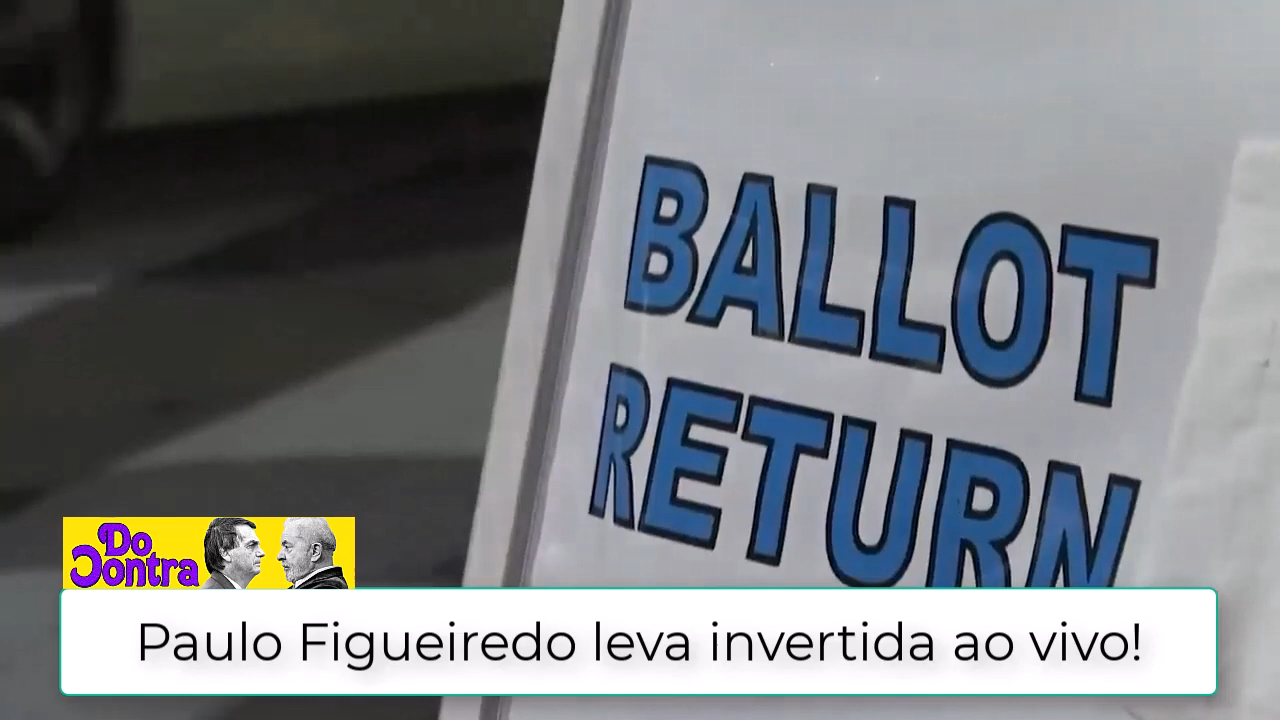 BALLOT
RETURN
Do
Contra
Paulo Figueiredo leva invertida ao vivo!